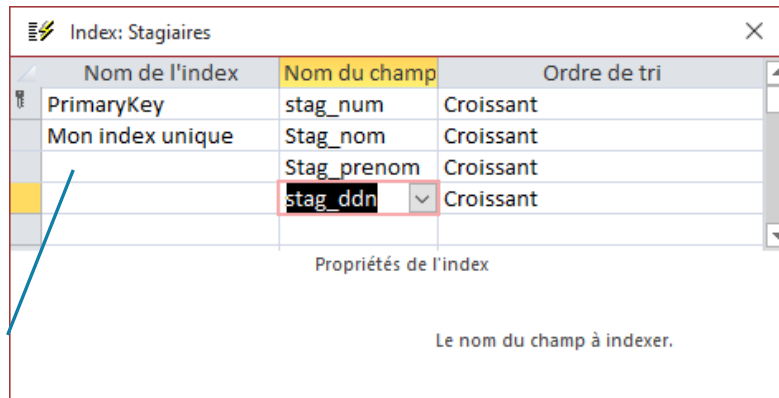 Index: Stagiaires
Nom de l'index Nom du champ Ordre de tri
PrimaryKey stag_num Croissant
Mon index unique Stag_nom Croissant
Stag_prenom Croissant
stag_ddn Croissant
Propriétés de l'index
Le nom du champ à indexer.